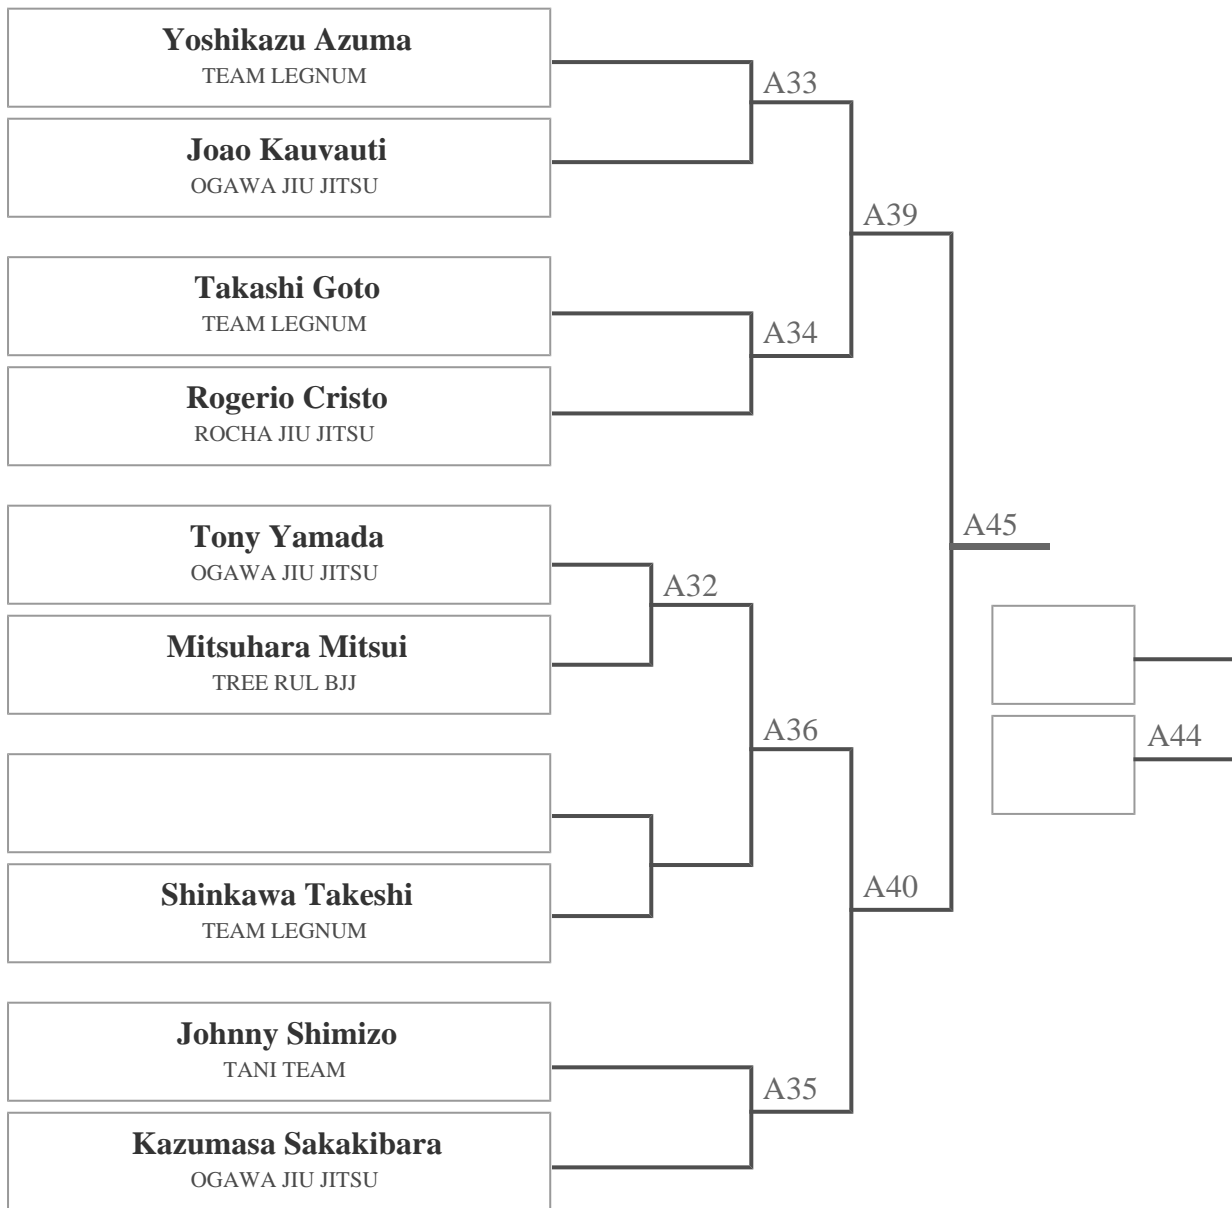 Yoshikazu Azuma
TEAM LEGNUM
A33
Joao Kauvauti
OGAWA JIU JITSU
A39
Takashi Goto
TEAM LEGNUM
A34
Rogerio Cristo
ROCHA JIU JITSU
Tony Yamada
OGAWA JIU JITSU
A45
A32
Mitsuhara Mitsui
TREE RUL BJJ
A36
A44
Shinkawa Takeshi
TEAM LEGNUM
A40
Johnny Shimizo
TANI TEAM
A35
Kazumasa Sakakibara
OGAWA JIU JITSU